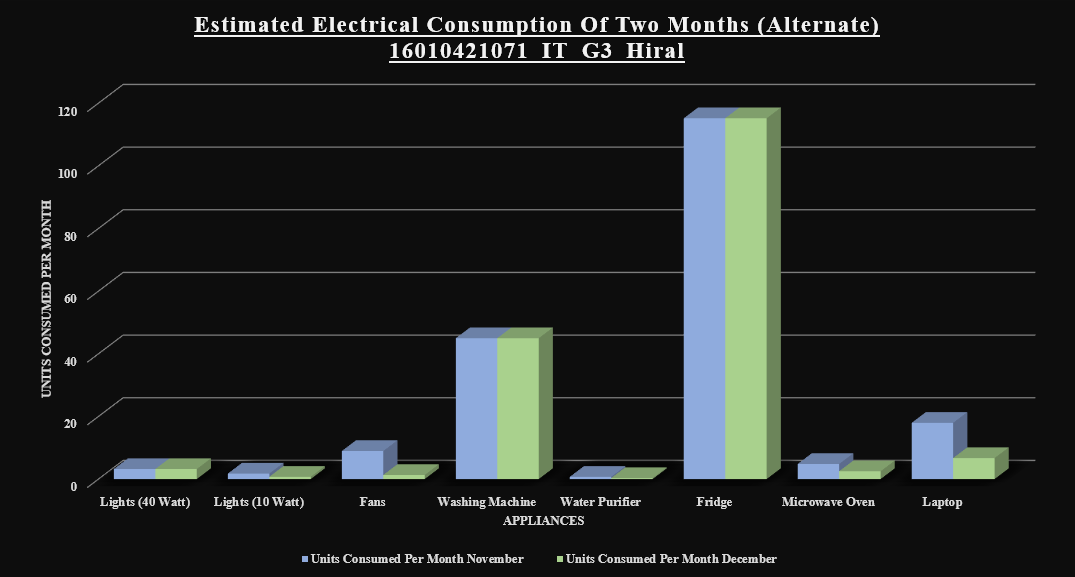 Estimated Electrical Consumption Of Two Months (Alternate)
16010421071 IT G3 Hiral
120
100
80
60
40
20
0
UNITS CONSUMED PER MONTH
Lights (40 Watt) Lights (10 Watt) Fans Washing Machine Water Purifier Fridge Microwave Oven Laptop
APPLIANCES
Units Consumed Per Month November Units Consumed Per Month December